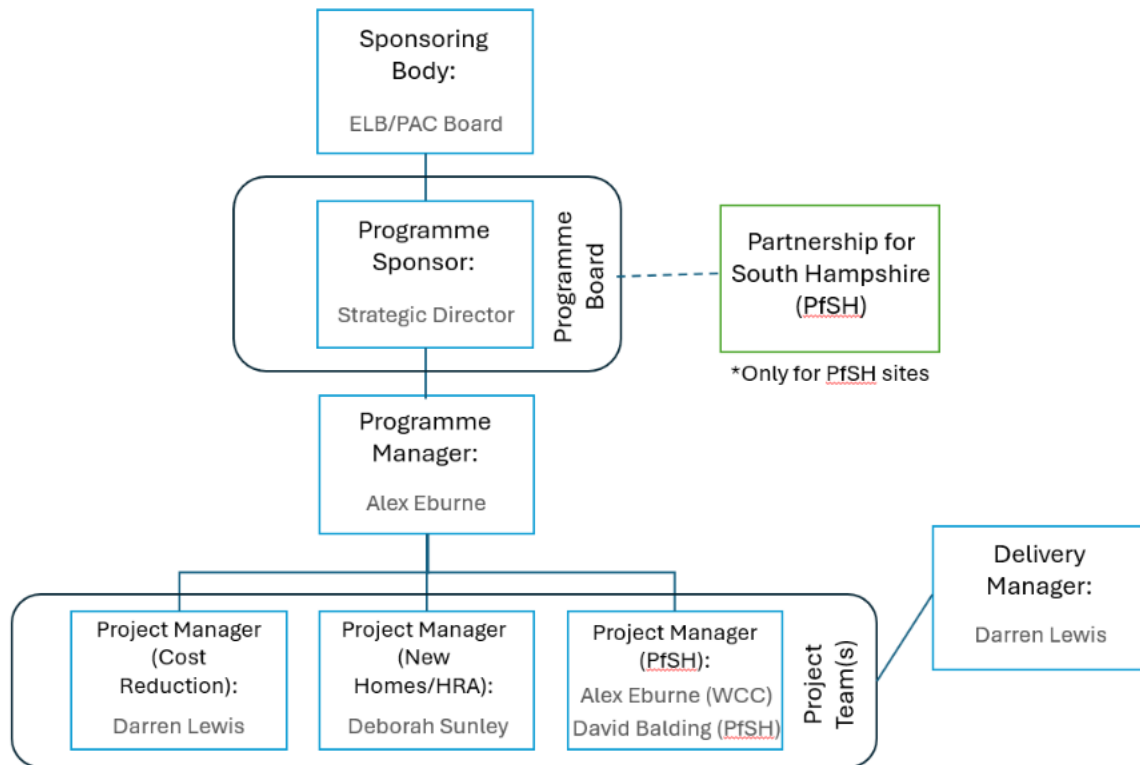 Sponsoring
Body:
ELB/PAC Board
Programme
Sponsor:
Strategic Director
Programme
Board
Partnership for
South Hampshire
(PfSH)
*Only for PfSH sites
Programme
Manager:
Alex Eburne
Delivery
Manager:
Darren Lewis
Project Manager
(Cost
Reduction):
Darren Lewis
Project Manager
(New
Homes/HRA):
Deborah Sunley
Project Manager
(PfSH):
Alex Eburne (WCC)
David Balding (PfSH)
Project
Team(s)